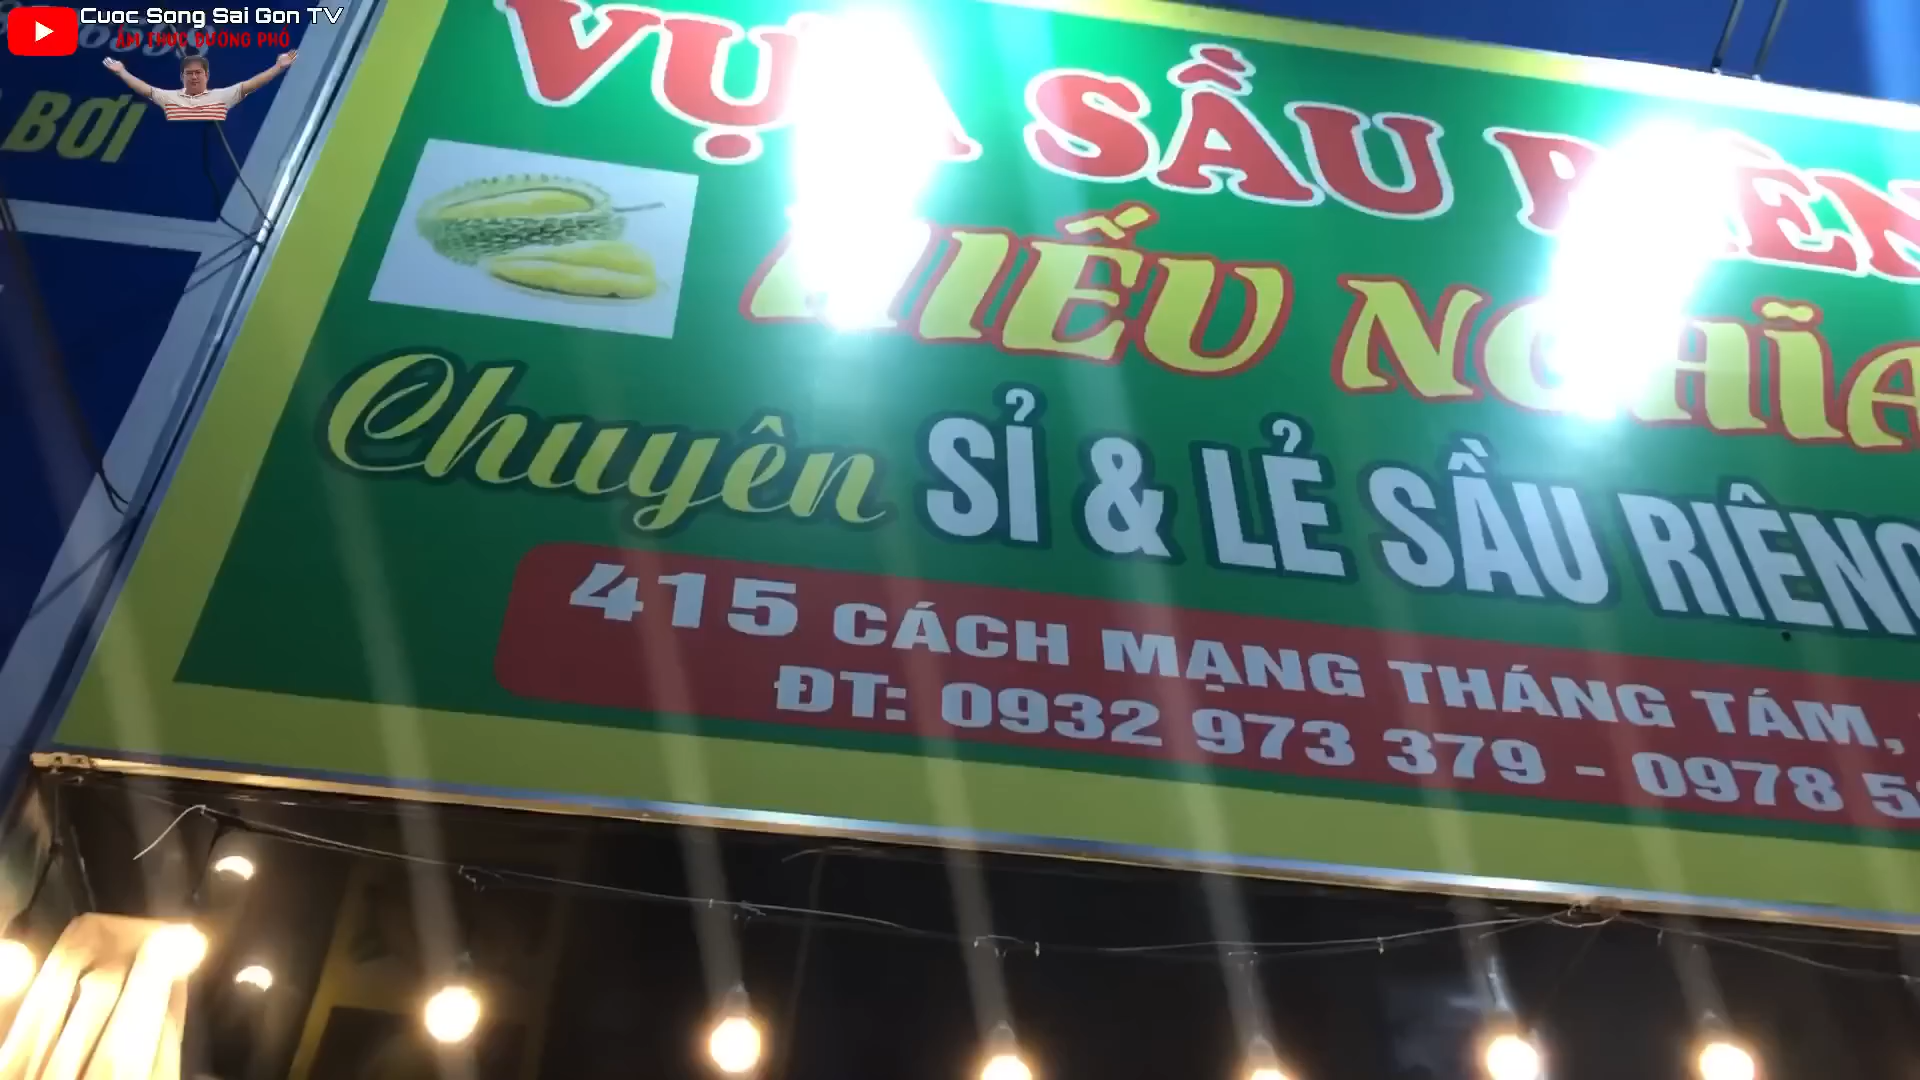 Cuoc Song Sai Gon TV
ẨM THỰC ĐƯỜNG PHỐ
BƠI
VỰA SẦU RIÊN
HIẾU NGHĨA
Chuyên SỈ & LẺ SẦU RIÊNG
415 CÁCH MẠNG THÁNG TÁM,
ĐT: 0932 973 379 - 0978 5